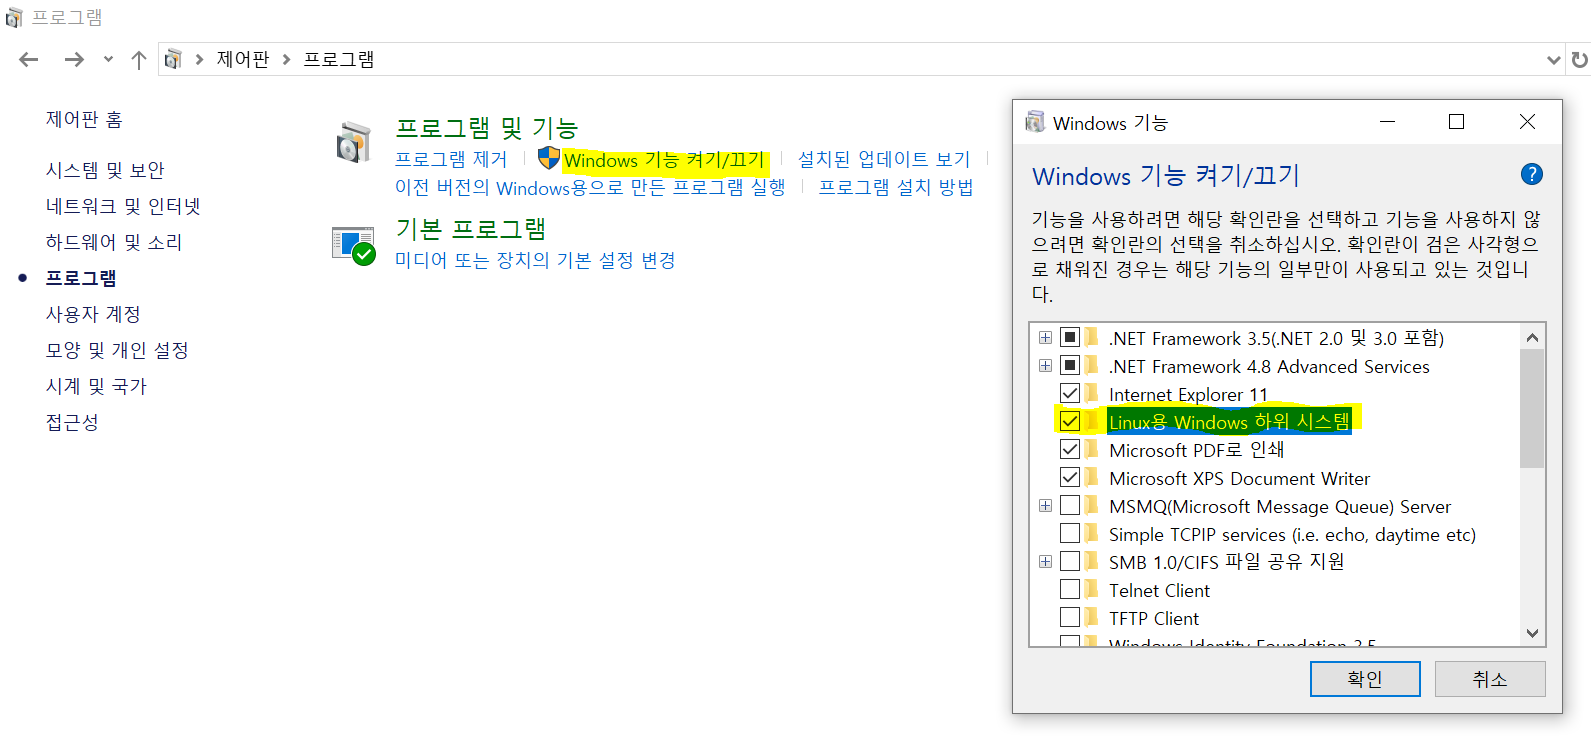 프로그램
제어판 > 프로그램
제어판 홈
시스템 및 보안
네트워크 및 인터넷
하드웨어 및 소리
프로그램
사용자 계정
모양 및 개인 설정
시계 및 국가
접근성
프로그램 및 기능
프로그램 제거 Windows 기능 켜기/끄기 설치된 업데이트 보기
이전 버전의 Windows용으로 만든 프로그램 실행 프로그램 설치 방법
기본 프로그램
미디어 또는 장치의 기본 설정 변경
Windows 기능
Windows 기능 켜기/끄기
기능을 사용하려면 해당 확인란을 선택하고 기능을 사용하지 않
으려면 확인란의 선택을 취소하십시오. 확인란이 검은 사각형으
로 채워진 경우는 해당 기능의 일부만이 사용되고 있는 것입니
다.
.NET Framework 3.5(.NET 2.0 및 3.0 포함)
.NET Framework 4.8 Advanced Services
Internet Explorer 11
Linux용 Windows 하위 시스템
Microsoft PDF로 인쇄
Microsoft XPS Document Writer
MSMQ(Microsoft Message Queue) Server
Simple TCPIP services (i.e. echo, daytime etc)
SMB 1.0/CIFS 파일 공유 지원
Telnet Client
TFTP Client
Windows Identity Foundation 3.5
확인 취소